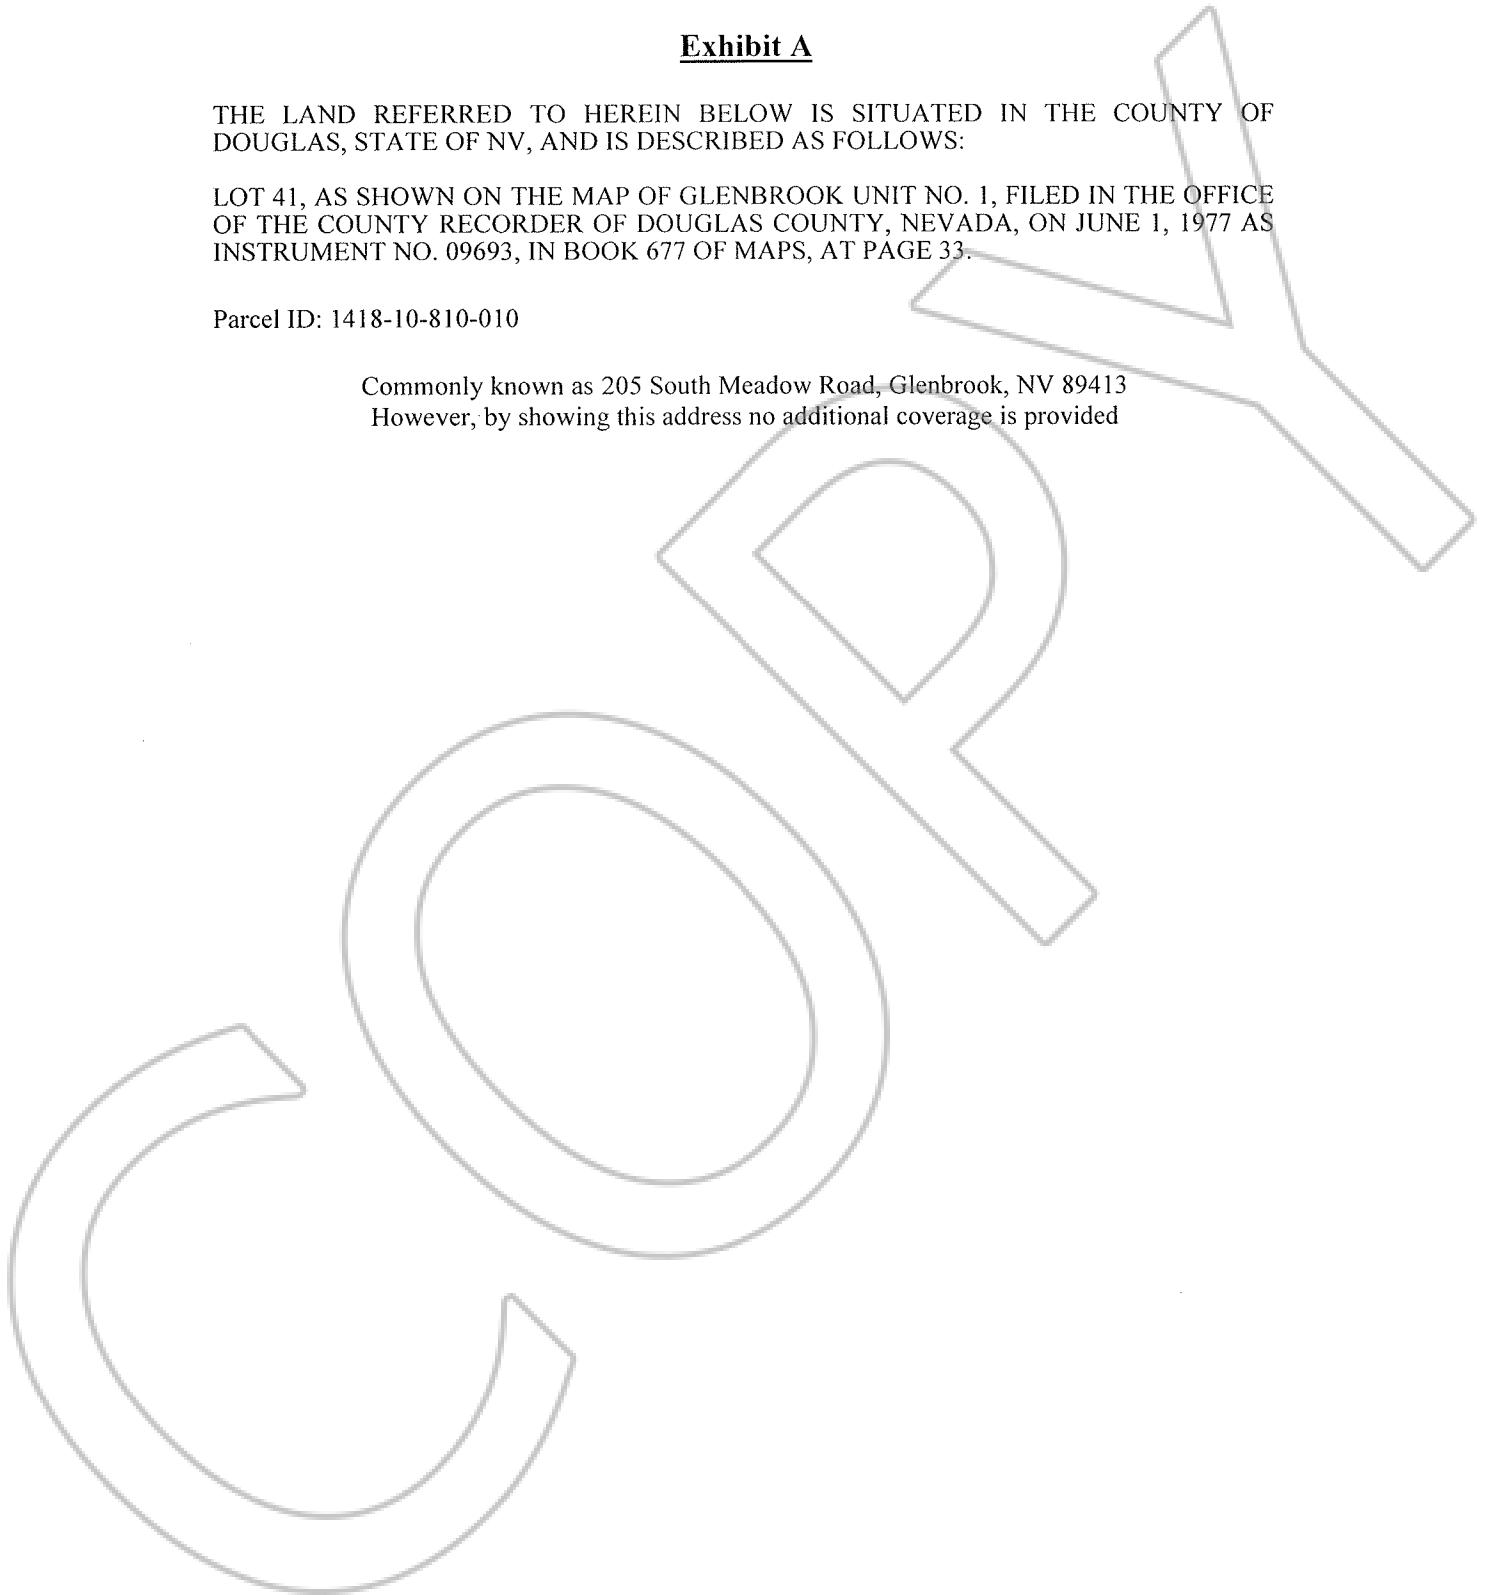 Exhibit A
THE LAND REFERRED TO HEREIN BELOW IS SITUATED IN THE COUNTY OF
DOUGLAS, STATE OF NV, AND IS DESCRIBED AS FOLLOWS:
LOT 41, AS SHOWN ON THE MAP OF GLENBROOK UNIT NO. 1, FILED IN THE OFFICE
OF THE COUNTY RECORDER OF DOUGLAS COUNTY, NEVADA, ON JUNE 1, 1977 AS
INSTRUMENT NO. 09693, IN BOOK 677 OF MAPS, AT PAGE 33.
Parcel ID: 1418-10-810-010
Commonly known as 205 South Meadow Road, Glenbrook, NV 89413
However, by showing this address no additional coverage is provided
COPY